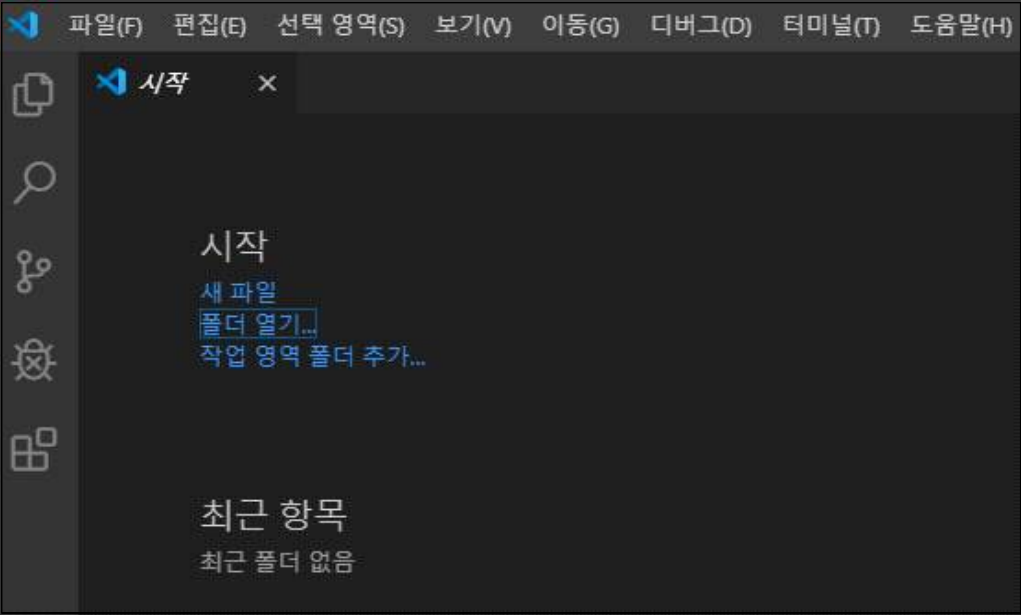 파일(F) 편집(E) 선택 영역(S) 보기(V) 이동(G) 디버그(D) 터미널(T) 도움말(H)
시작
시작
새 파일
폴더 열기...
작업 영역 폴더 추가...
최근 항목
최근 폴더 없음